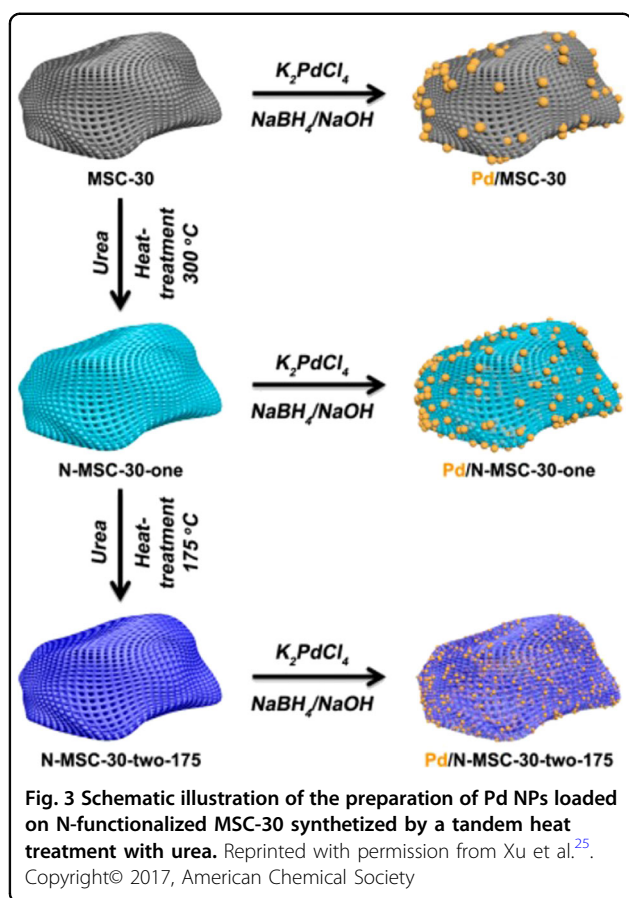 K₂PdCl₄
NaBH₄/NaOH
MSC-30
Pd/MSC-30
Urea
Heat-
treatment
300 °C
K₂PdCl₄
NaBH₄/NaOH
N-MSC-30-one
Pd/N-MSC-30-one
Urea
Heat-
treatment
175 °C
K₂PdCl₄
NaBH₄/NaOH
N-MSC-30-two-175
Pd/N-MSC-30-two-175
Fig. 3 Schematic illustration of the preparation of Pd NPs loaded
on N-functionalized MSC-30 synthetized by a tandem heat
treatment with urea. Reprinted with permission from Xu et al.²⁵.
Copyright© 2017, American Chemical Society